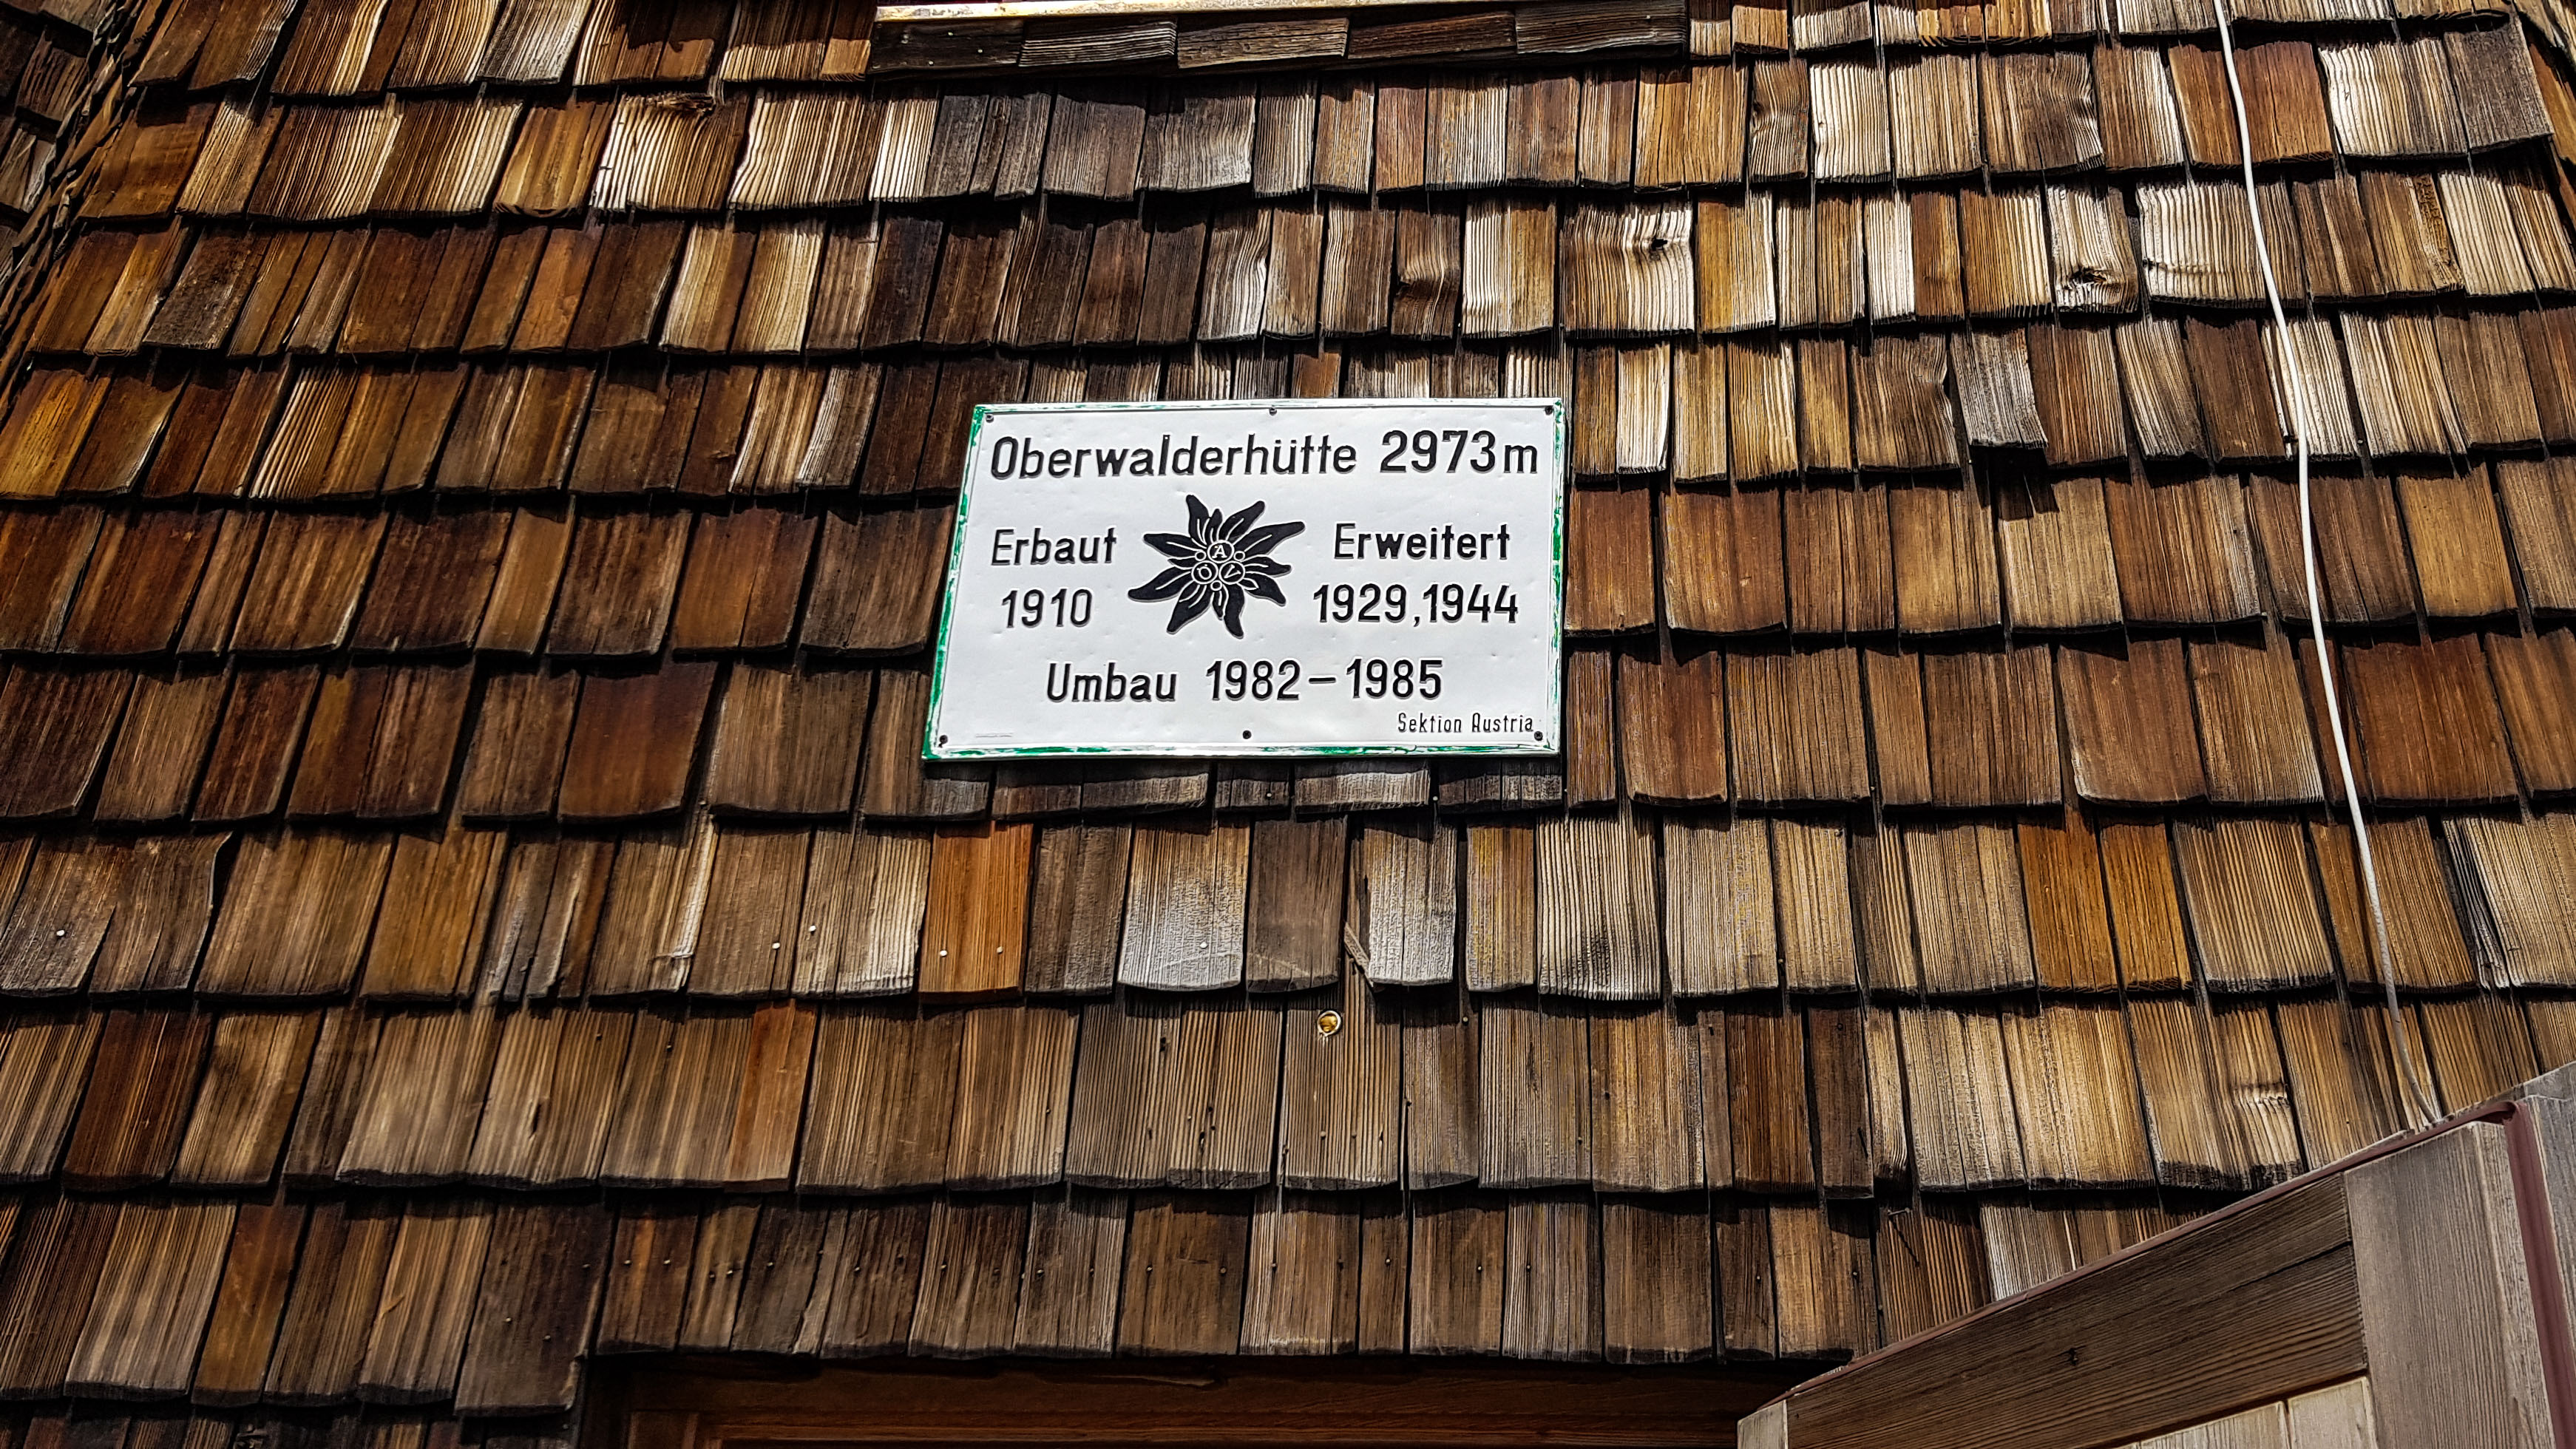 Oberwalderhütte 2973m
Erbaut
1910
A
Ö V
Erweitert
1929,1944
Umbau 1982-1985
Sektion Austria